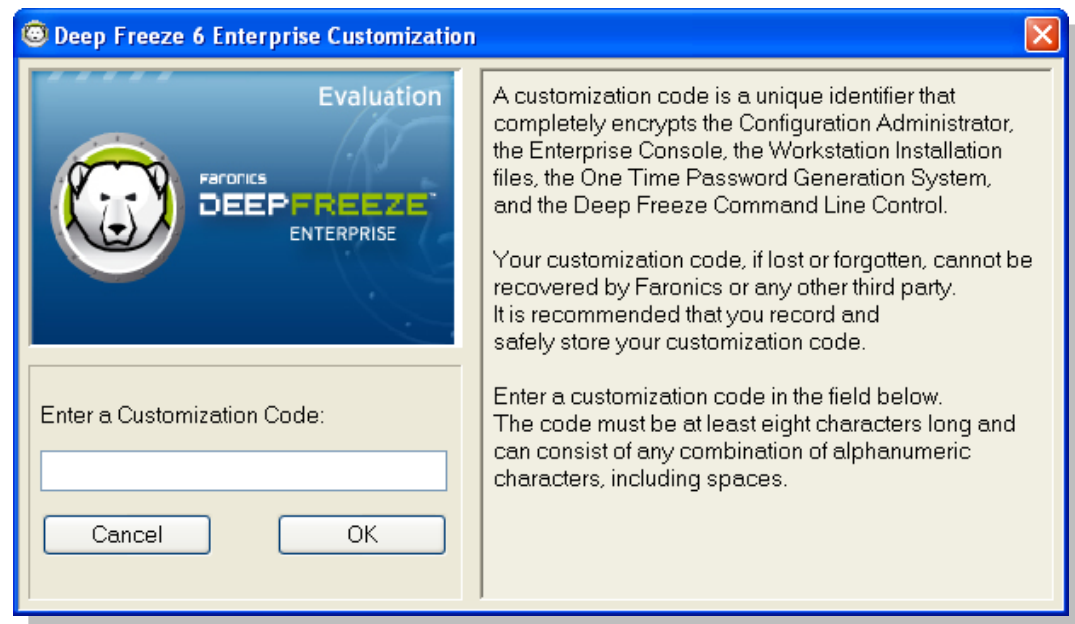 Deep Freeze 6 Enterprise Customization
Evaluation
Faronics
DEEPFREEZE™
ENTERPRISE
Enter a Customization Code:
Cancel
OK
A customization code is a unique identifier that
completely encrypts the Configuration Administrator,
the Enterprise Console, the Workstation Installation
files, the One Time Password Generation System,
and the Deep Freeze Command Line Control.
Your customization code, if lost or forgotten, cannot be
recovered by Faronics or any other third party.
It is recommended that you record and
safely store your customization code.
Enter a customization code in the field below.
The code must be at least eight characters long and
can consist of any combination of alphanumeric
characters, including spaces.